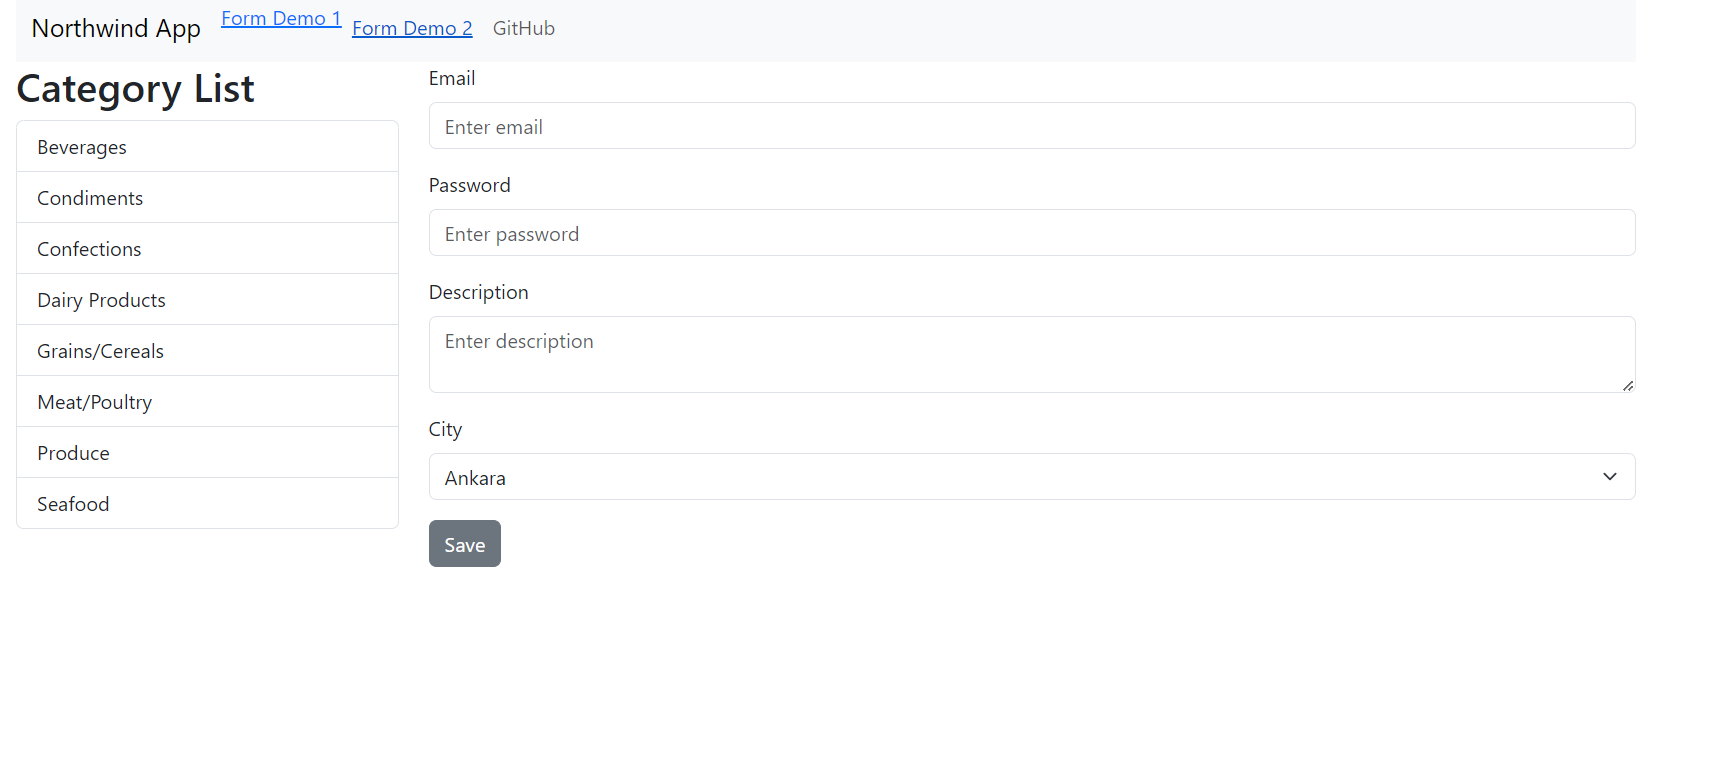 Northwind App Form Demo 1 Form Demo 2 GitHub
Category List
Beverages
Condiments
Confections
Dairy Products
Grains/Cereals
Meat/Poultry
Produce
Seafood
Email
Enter email
Password
Enter password
Description
Enter description
City
Ankara
Save